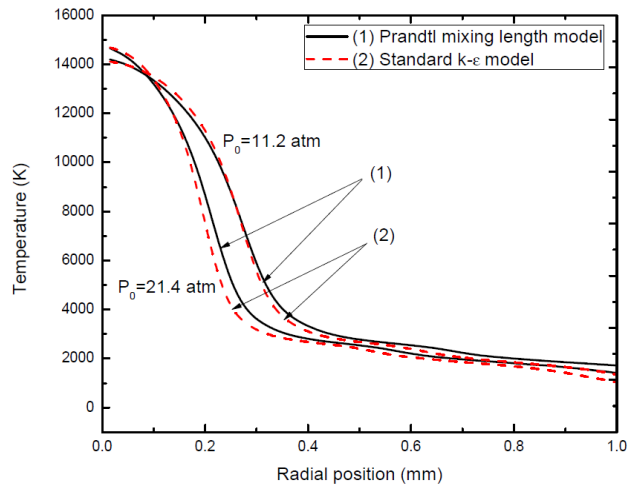 16000
14000
12000
10000
8000
6000
4000
2000
0
Temperature (K)
(1) Prandtl mixing length model
(2) Standard k-ε model
P0=11.2 atm
(1)
(2)
P0=21.4 atm
0.0 0.2 0.4 0.6 0.8 1.0
Radial position (mm)